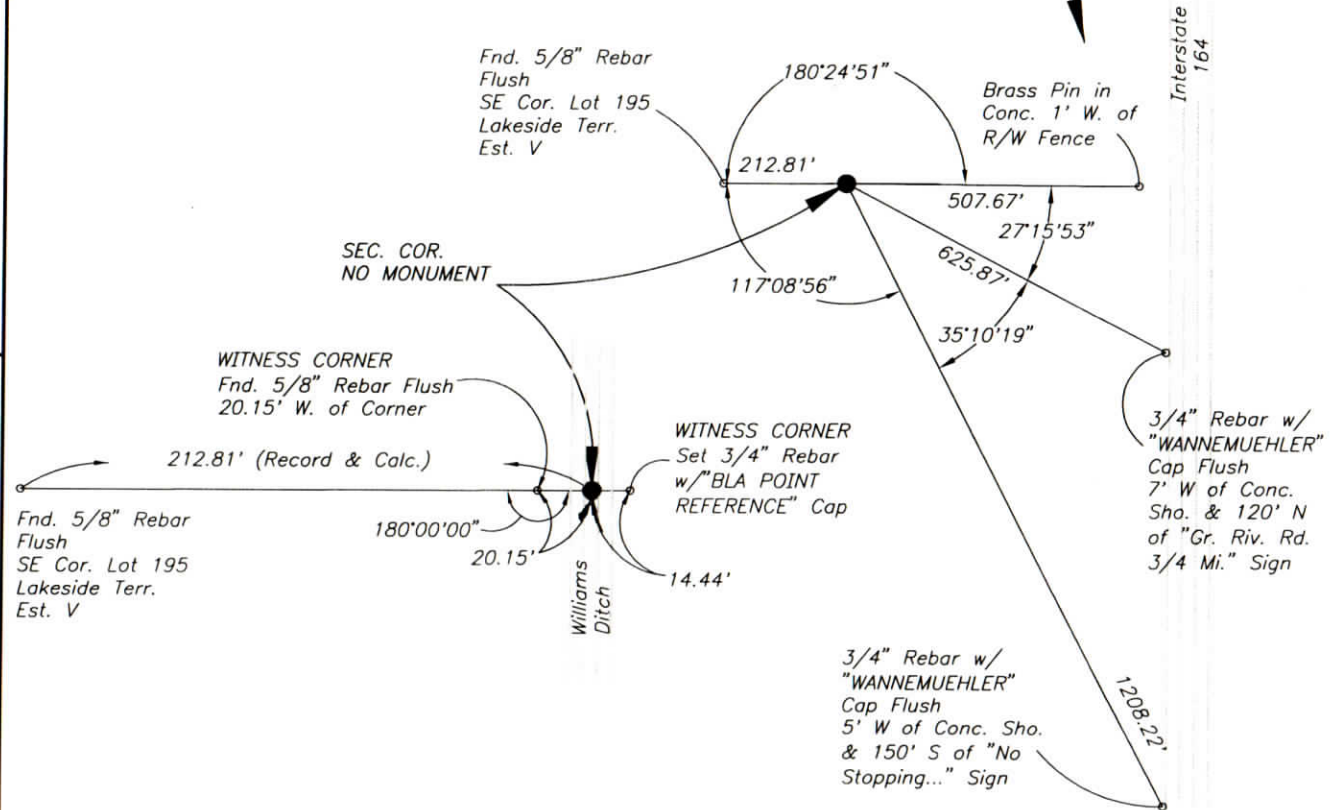 Fnd. 5/8" Rebar
Flush
SE Cor. Lot 195
Lakeside Terr.
Est. V
180°24'51"
Brass Pin in
Conc. 1' W. of
R/W Fence
Interstate
164
212.81'
507.67'
27°15'53"
625.87'
117°08'56"
35°10'19"
SEC. COR.
NO MONUMENT
WITNESS CORNER
Fnd. 5/8" Rebar Flush
20.15' W. of Corner
212.81' (Record & Calc.)
WITNESS CORNER
Set 3/4" Rebar
w/"BLA POINT
REFERENCE" Cap
3/4" Rebar w/
"WANNEMUEHLER"
Cap Flush
7' W of Conc.
Sho. & 120' N
of "Gr. Riv. Rd.
3/4 Mi." Sign
Fnd. 5/8" Rebar
Flush
SE Cor. Lot 195
Lakeside Terr.
Est. V
180°00'00"
20.15'
Williams
Ditch
14.44'
3/4" Rebar w/
"WANNEMUEHLER"
Cap Flush
5' W of Conc. Sho.
& 150' S of "No
Stopping..." Sign
1208.22'